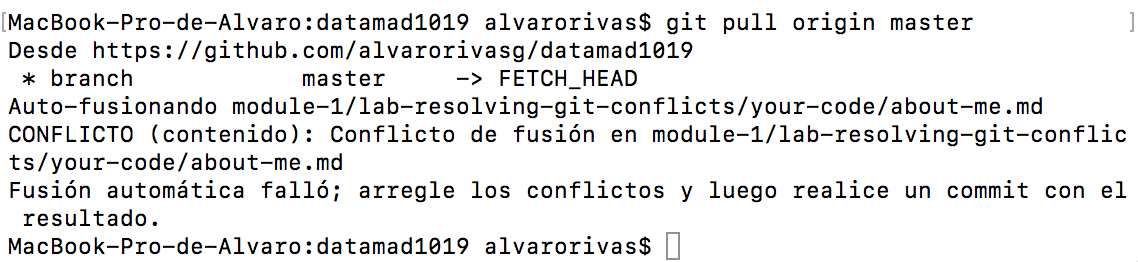 [MacBook-Pro-de-Alvaro:datamad1019 alvarorivas$ git pull origin master ]
Desde https://github.com/alvarorivasg/datamad1019
 * branch            master     -> FETCH_HEAD
Auto-fusionando module-1/lab-resolving-git-conflicts/your-code/about-me.md
CONFLICTO (contenido): Conflicto de fusión en module-1/lab-resolving-git-conflic
ts/your-code/about-me.md
Fusión automática falló; arregle los conflictos y luego realice un commit con el
 resultado.
MacBook-Pro-de-Alvaro:datamad1019 alvarorivas$